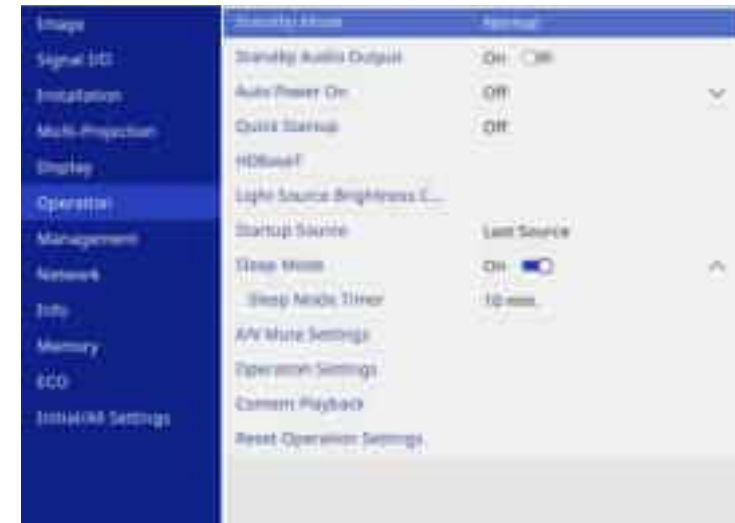 Image
Signal I/O
Installation
Multi-Projection
Display
Operation
Management
Network
Info.
Memory
ECO
Initial/All Settings
Standby Mode Normal
Standby Audio Output On
Auto Power On Off
Quick Startup Off
HDBaseT
Light Source Brightness C...
Startup Source Last Source
Sleep Mode On
Sleep Mode Timer 10 min.
A/V Mute Settings
Operation Settings
Content Playback
Reset Operation Settings